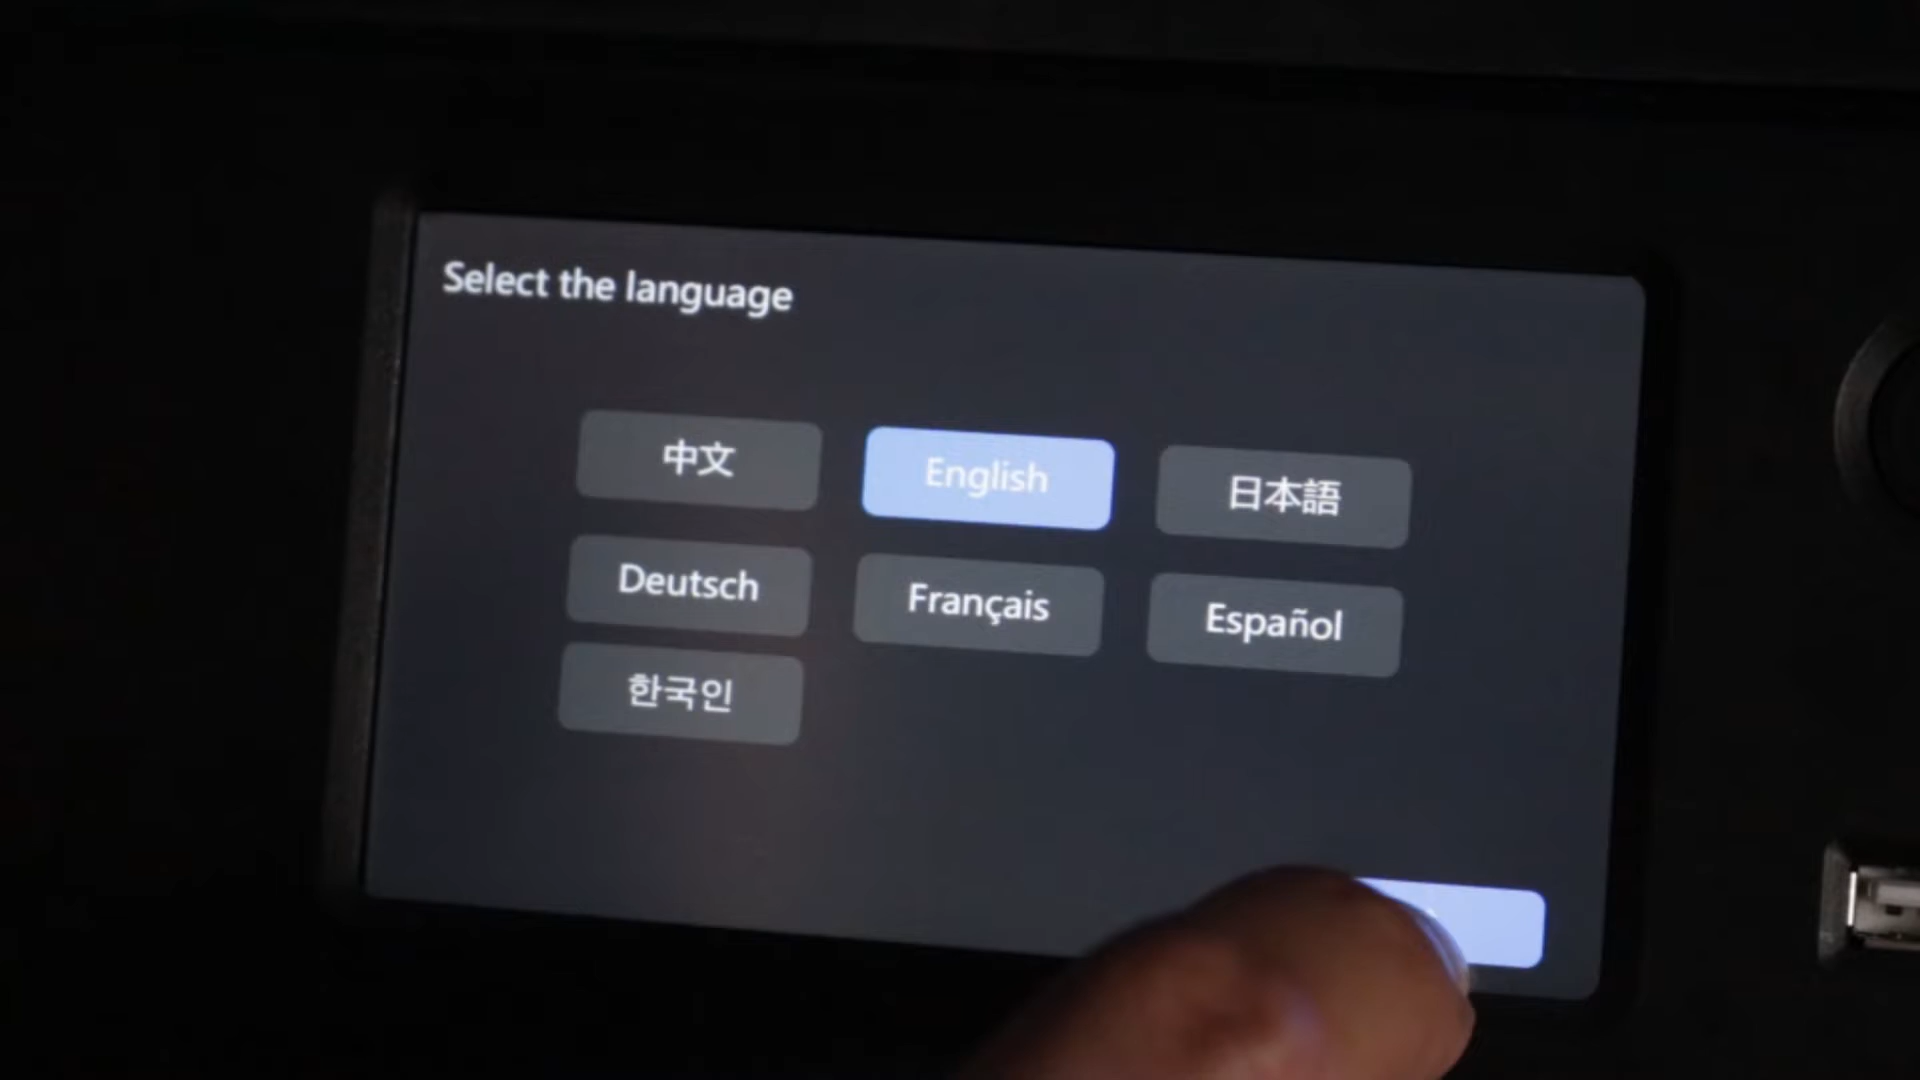 Select the language
中文
English
日本語
Deutsch
Français
Español
한국인